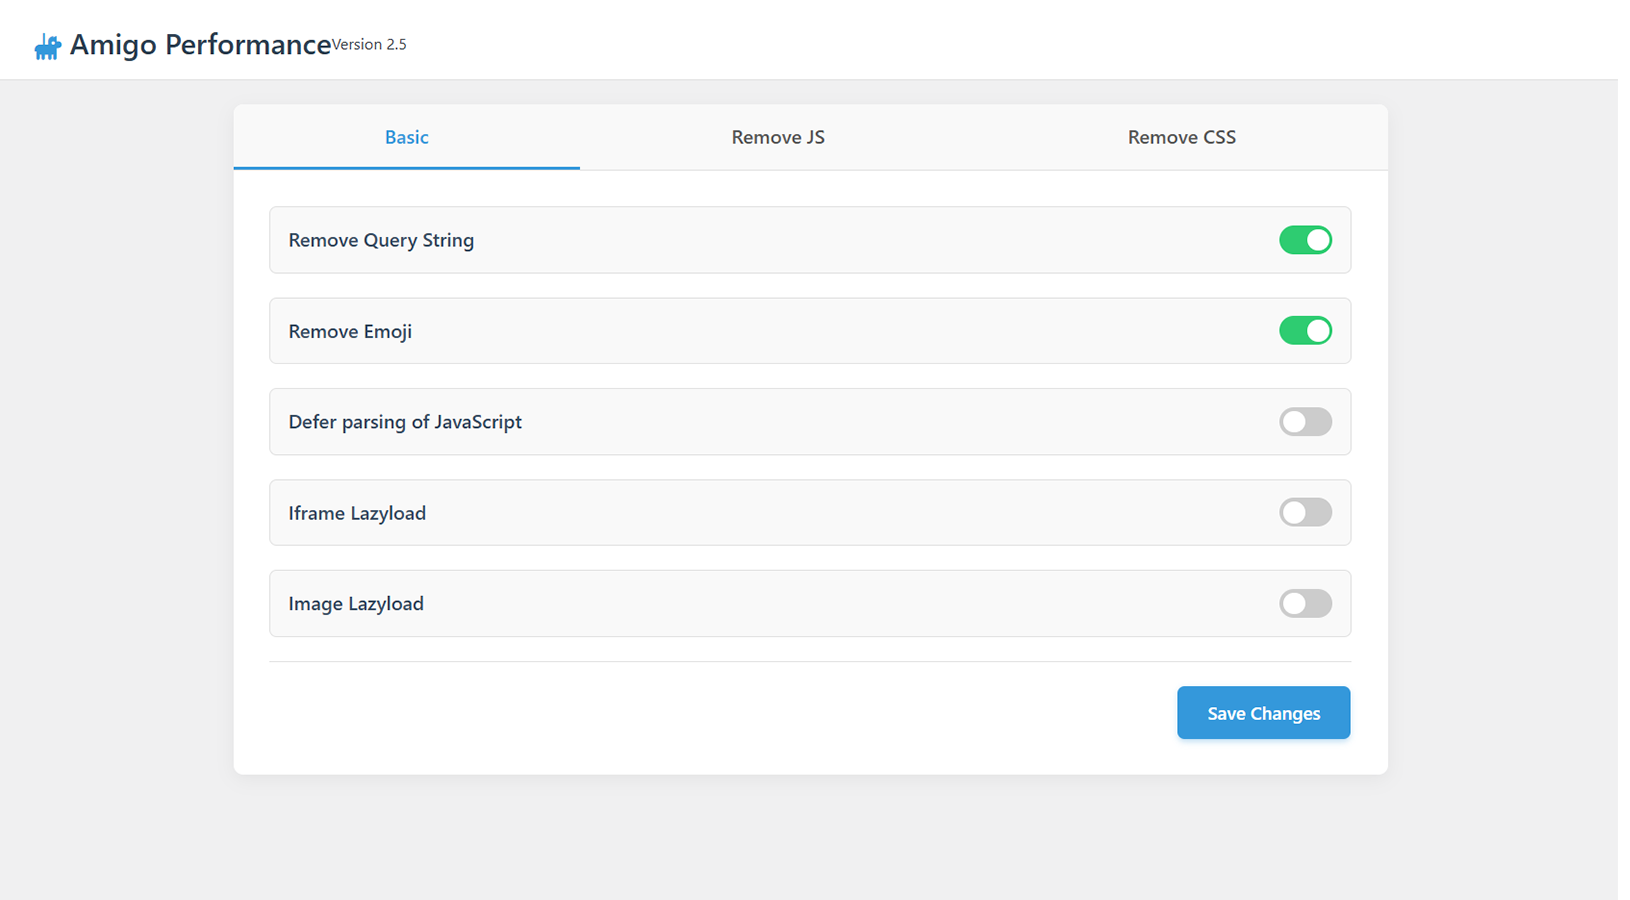 Amigo Performance Version 2.5
Basic Remove JS Remove CSS
Remove Query String
Remove Emoji
Defer parsing of JavaScript
Iframe Lazyload
Image Lazyload
Save Changes